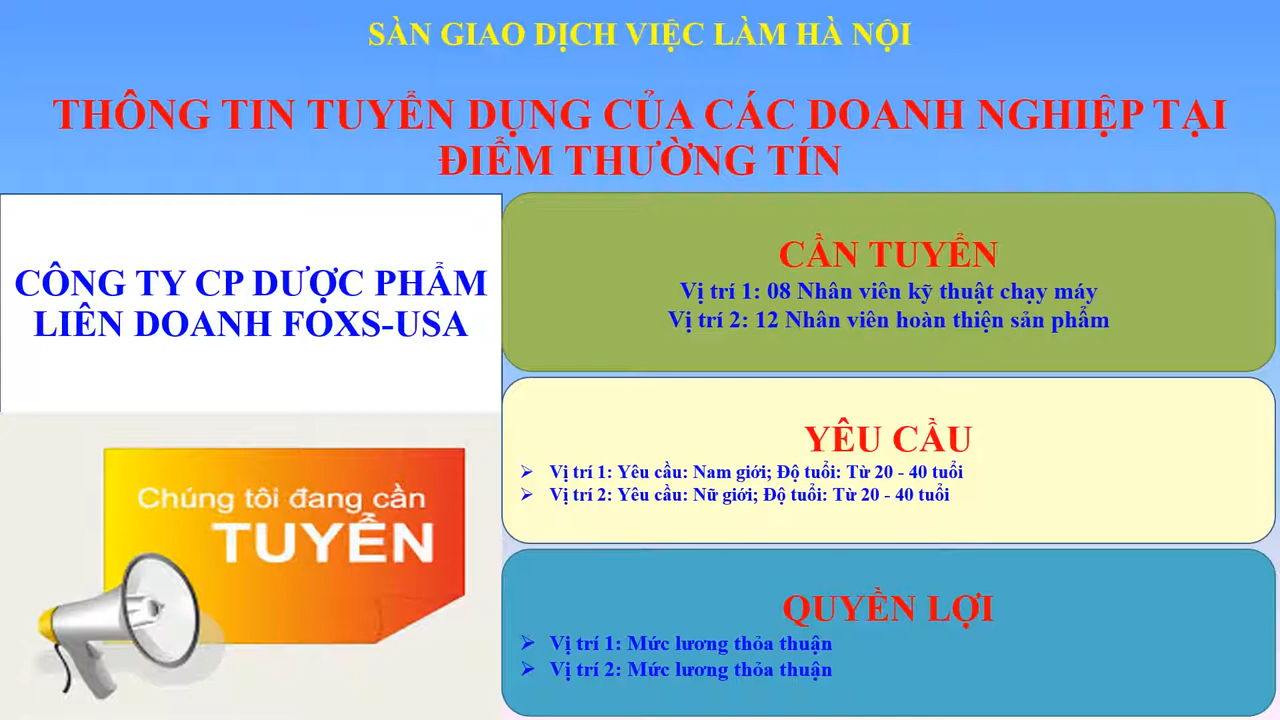 SÀN GIAO DỊCH VIỆC LÀM HÀ NỘI
THÔNG TIN TUYỂN DỤNG CỦA CÁC DOANH NGHIỆP TẠI
ĐIỂM THƯỜNG TÍN
CÔNG TY CP DƯỢC PHẨM
LIÊN DOANH FOXS-USA
Chúng tôi đang cần
TUYỂN
CẦN TUYỂN
Vị trí 1: 08 Nhân viên kỹ thuật chạy máy
Vị trí 2: 12 Nhân viên hoàn thiện sản phẩm
YÊU CẦU
➢ Vị trí 1: Yêu cầu: Nam giới; Độ tuổi: Từ 20 - 40 tuổi
➢ Vị trí 2: Yêu cầu: Nữ giới; Độ tuổi: Từ 20 - 40 tuổi
QUYỀN LỢI
➢ Vị trí 1: Mức lương thỏa thuận
➢ Vị trí 2: Mức lương thỏa thuận